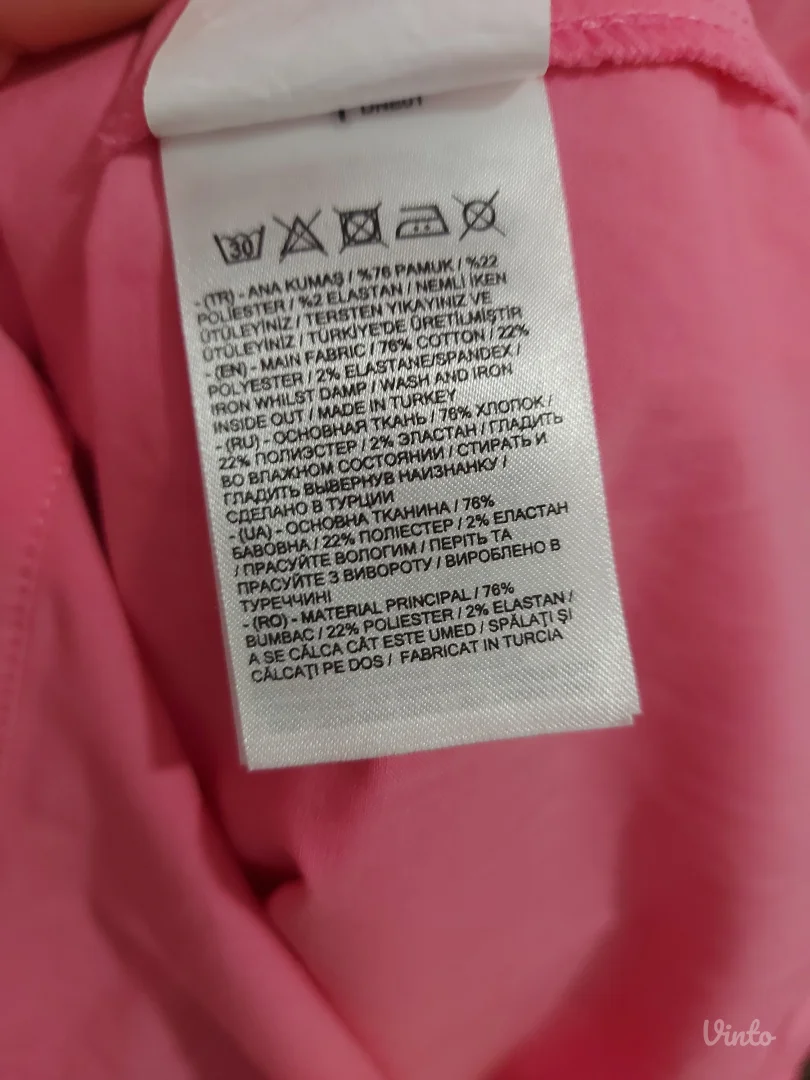 30
- (TR) - ANA KUMAŞ / %76 PAMUK / %22
POLİESTER / %2 ELASTAN / NEMLİ İKEN
ÜTÜLEYİNİZ / TERSTEN YIKAYINIZ VE
ÜTÜLEYİNİZ / TÜRKİYE'DE ÜRETİLMİŞTİR
- (EN) - MAIN FABRIC / 76% COTTON / 22%
POLYESTER / 2% ELASTANE/SPANDEX /
IRON WHILST DAMP / WASH AND IRON
INSIDE OUT / MADE IN TURKEY
- (RU) - ОСНОВНАЯ ТКАНЬ / 76% ХЛОПОК /
22% ПОЛИЭСТЕР / 2% ЭЛАСТАН / ГЛАДИТЬ
ВО ВЛАЖНОМ СОСТОЯНИИ / СТИРАТЬ И
ГЛАДИТЬ ВЫВЕРНУВ НАИЗНАНКУ /
СДЕЛАНО В ТУРЦИИ
- (UA) - ОСНОВНА ТКАНИНА / 76%
БАВОВНА / 22% ПОЛІЕСТЕР / 2% ЕЛАСТАН
/ ПРАСУЙТЕ ВОЛОГИМ / ПЕРІТЬ ТА
ПРАСУЙТЕ З ВИВОРОТУ / ВИРОБЛЕНО В
ТУРЕЧЧИНІ
- (RO) - MATERIAL PRINCIPAL / 76%
BUMBAC / 22% POLIESTER / 2% ELASTAN /
A SE CĂLCA CÂT ESTE UMED / SPĂLAŢI ŞI
CĂLCAŢI PE DOS / FABRICAT IN TURCIA
Vinto